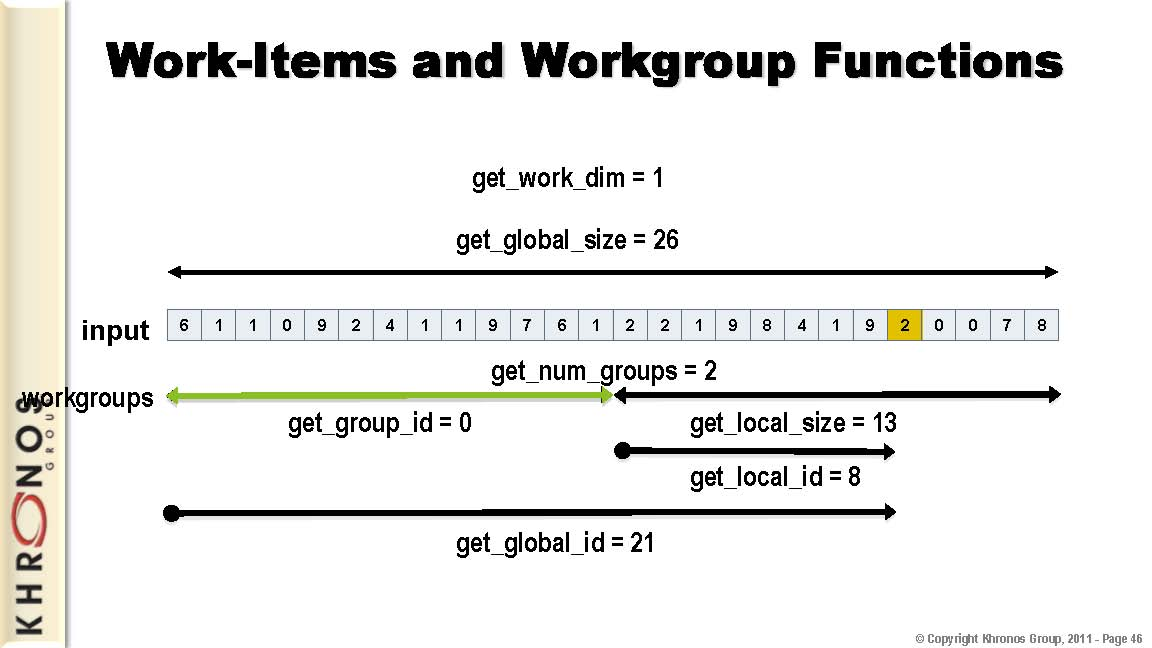 Work-Items and Workgroup Functions
get_work_dim = 1
get_global_size = 26
input 6 1 1 0 9 2 4 1 1 9 7 6 1 2 2 1 9 8 4 1 9 2 0 0 7 8
get_num_groups = 2
workgroups
get_group_id = 0 get_local_size = 13
get_local_id = 8
get_global_id = 21
KHRONOS
GROUP
© Copyright Khronos Group, 2011 - Page 46